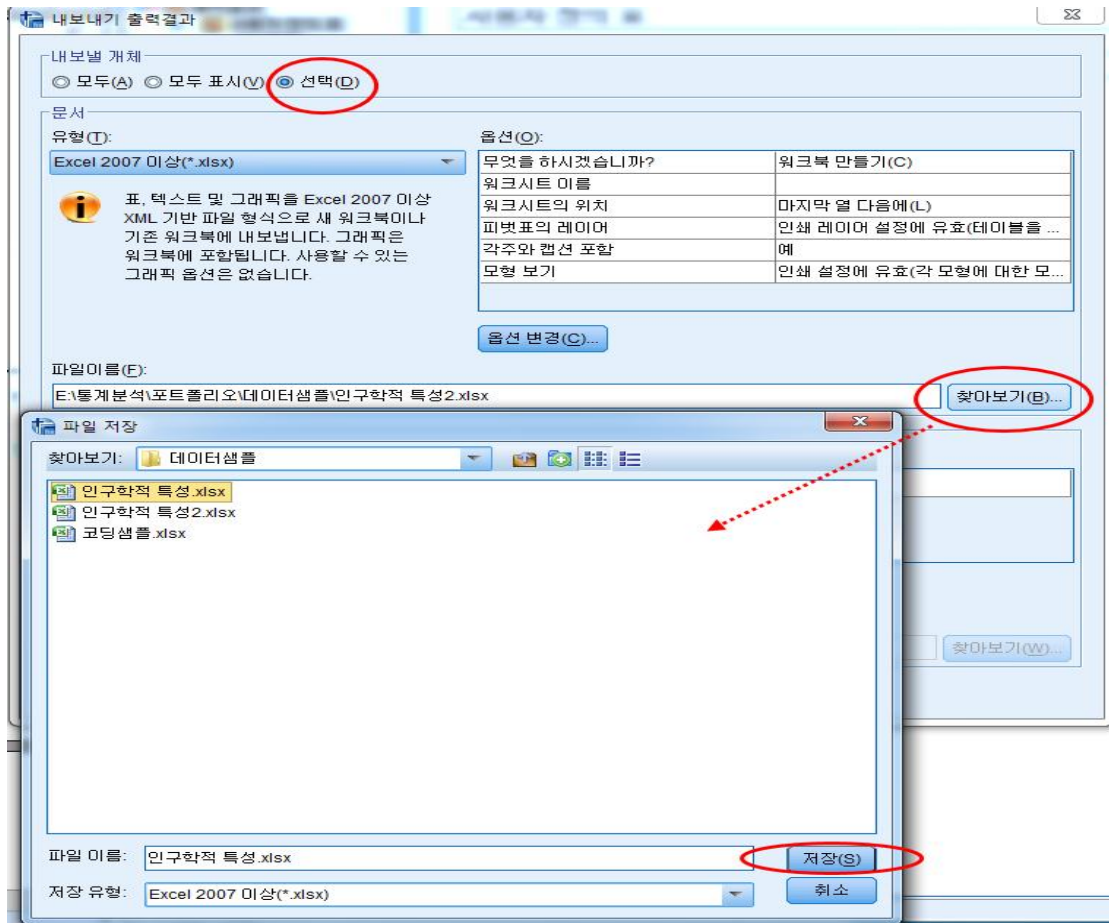 내보내기 출력결과
내보낼 개체
모두(A) 모두 표시(V) 선택(D)
문서
유형(T):
옵션(O):
Excel 2007 이상(*.xlsx)
무엇을 하시겠습니까? 워크북 만들기(C)
워크시트 이름
워크시트의 위치 마지막 열 다음에(L)
피벗표의 레이어 인쇄 레이어 설정에 유효(테이블을 ...
각주와 캡션 포함 예
모형 보기 인쇄 설정에 유효(각 모형에 대한 모...
표, 텍스트 및 그래픽을 Excel 2007 이상
XML 기반 파일 형식으로 새 워크북이나
기존 워크북에 내보냅니다. 그래픽은
워크북에 포함됩니다. 사용할 수 있는
그래픽 옵션은 없습니다.
옵션 변경(C)...
파일이름(F):
E:\통계분석\포트폴리오\데이터샘플\인구학적 특성2.xlsx
찾아보기(B)...
파일 저장
찾아보기: 데이터샘플
인구학적 특성.xlsx
인구학적 특성2.xlsx
코딩샘플.xlsx
찾아보기(W)...
파일 이름: 인구학적 특성.xlsx
저장(S)
저장 유형: Excel 2007 이상(*.xlsx)
취소